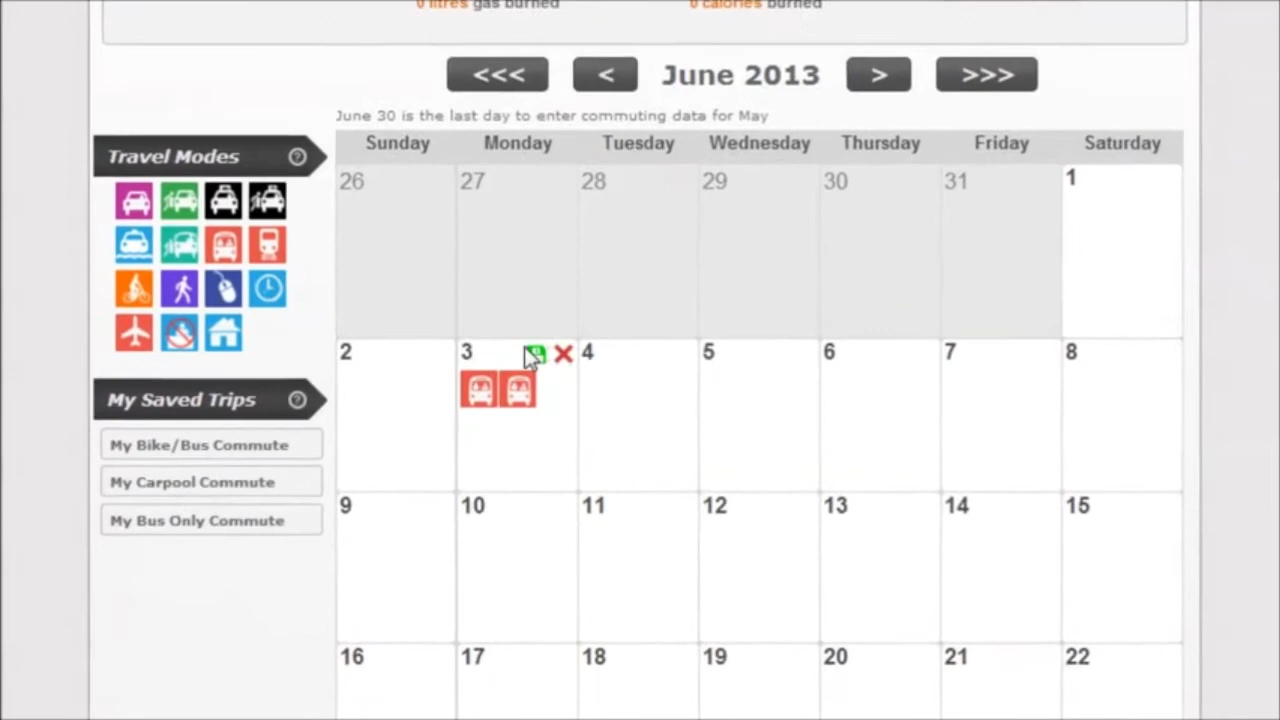 0 litres gas burned 0 calories burned
<<< < June 2013 > >>>
June 30 is the last day to enter commuting data for May
Travel Modes ?
Sunday Monday Tuesday Wednesday Thursday Friday Saturday
26 27 28 29 30 31 1
2 3 4 5 6 7 8
My Saved Trips ?
My Bike/Bus Commute
My Carpool Commute
My Bus Only Commute
9 10 11 12 13 14 15
16 17 18 19 20 21 22